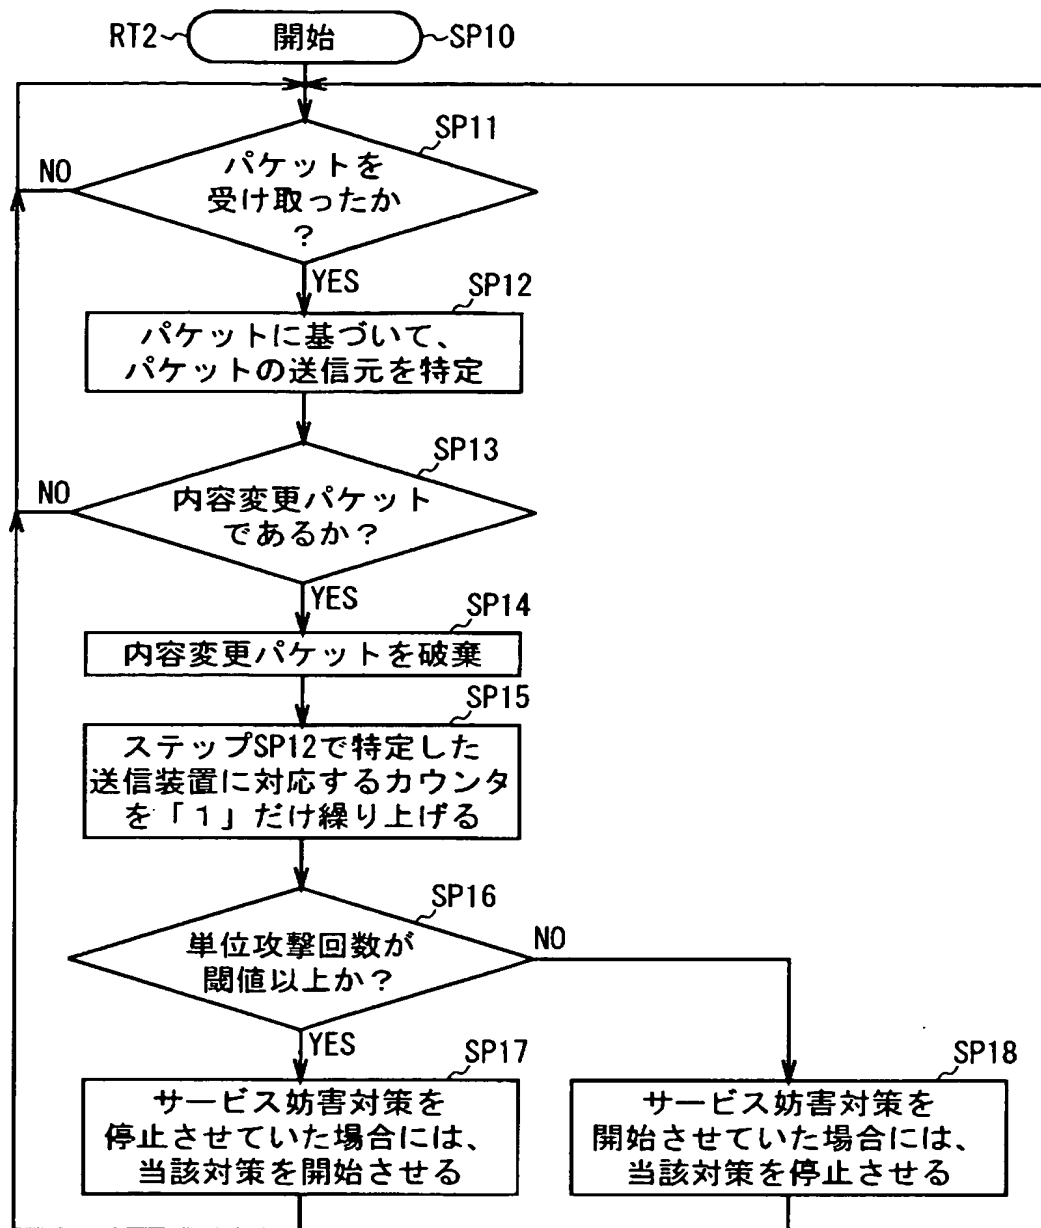 RT2
開始
SP10
SP11
NO
パケットを
受け取ったか
?
YES
SP12
パケットに基づいて、
パケットの送信元を特定
SP13
NO
内容変更パケット
であるか?
YES
SP14
内容変更パケットを破棄
SP15
ステップSP12で特定した
送信装置に対応するカウンタ
を「1」だけ繰り上げる
SP16
NO
単位攻撃回数が
閾値以上か?
YES
SP17
サービス妨害対策を
停止させていた場合には、
当該対策を開始させる
SP18
サービス妨害対策を
開始させていた場合には、
当該対策を停止させる